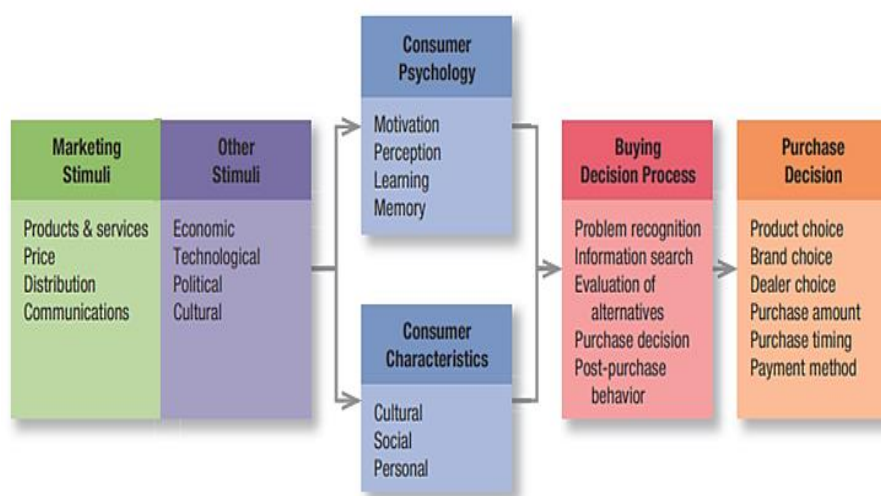 Marketing
Stimuli
Products & services
Price
Distribution
Communications
Other
Stimuli
Economic
Technological
Political
Cultural
Consumer
Psychology
Motivation
Perception
Learning
Memory
Consumer
Characteristics
Cultural
Social
Personal
Buying
Decision Process
Problem recognition
Information search
Evaluation of
alternatives
Purchase decision
Post-purchase
behavior
Purchase
Decision
Product choice
Brand choice
Dealer choice
Purchase amount
Purchase timing
Payment method